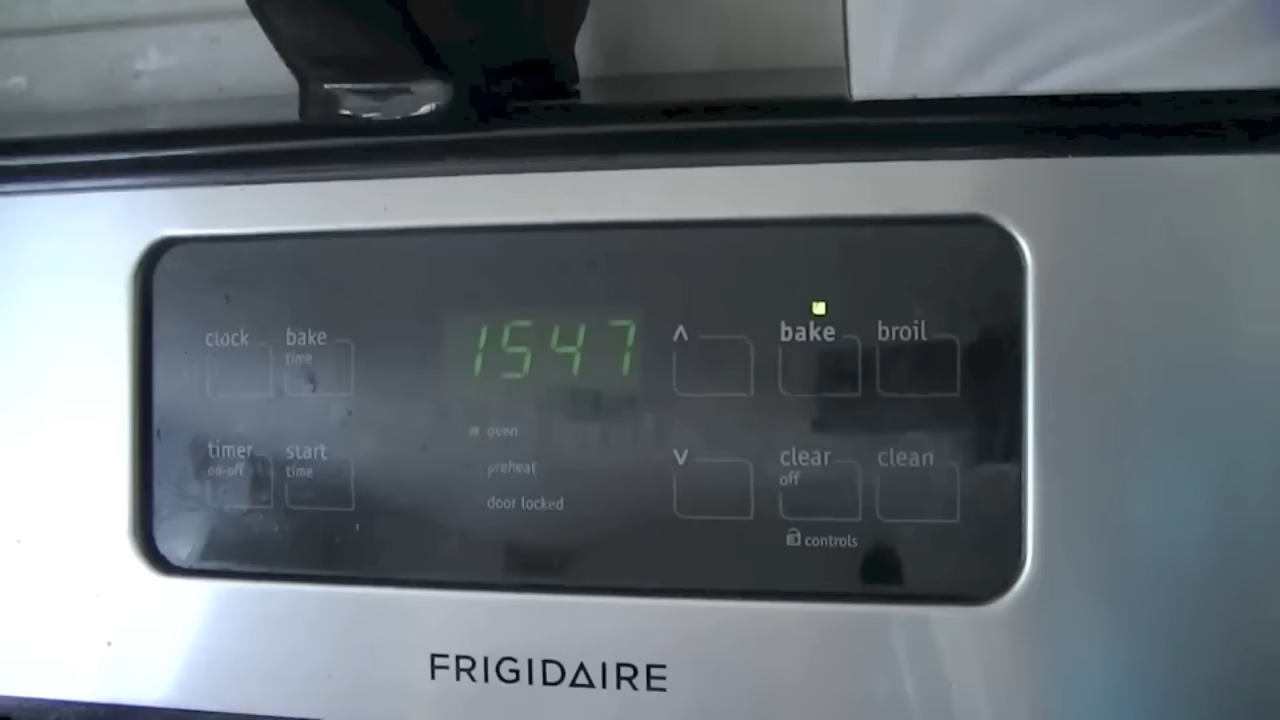 clock
bake
time
1547
^
bake
broil
timer
on-off
start
time
oven
preheat
door locked
v
clear
off
clean
controls
FRIGIDAIRE